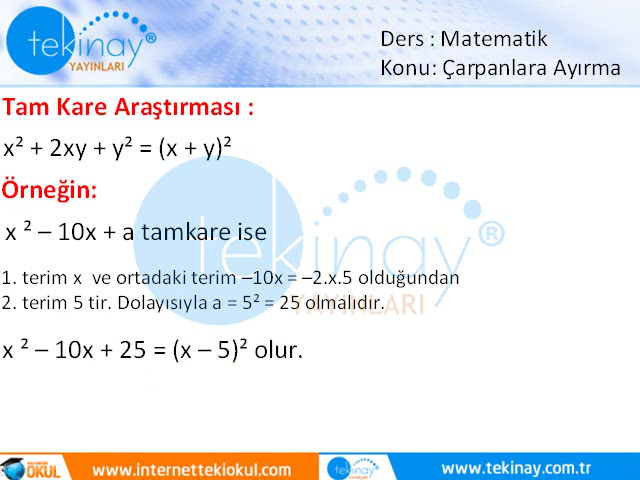 tekinay®
YAYINLARI
Ders : Matematik
Konu: Çarpanlara Ayırma
Tam Kare Araştırması :
x² + 2xy + y² = (x + y)²
Örneğin:
x ² – 10x + a tamkare ise
1. terim x ve ortadaki terim –10x = –2.x.5 olduğundan
2. terim 5 tir. Dolayısıyla a = 5² = 25 olmalıdır.
x ² – 10x + 25 = (x – 5)² olur.
tekinay®
YAYINLARI
OKUL
www.internettekiokul.com
tekinay
www.tekinay.com.tr